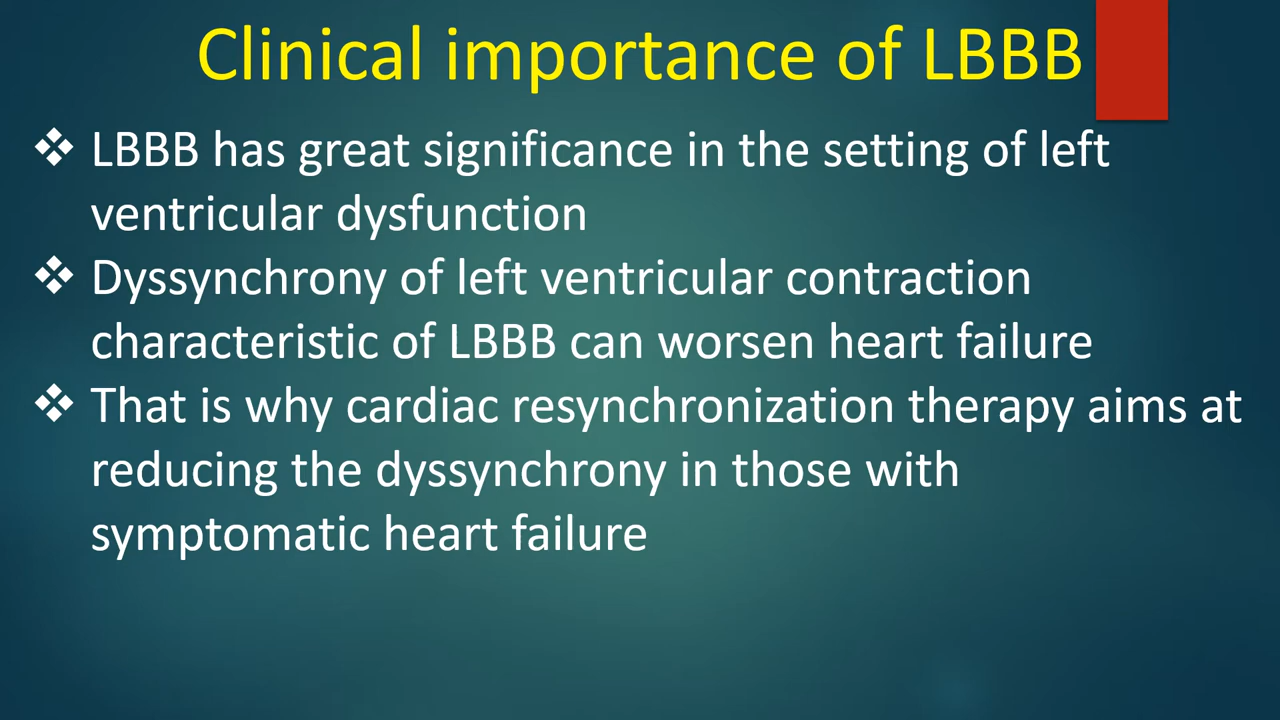 Clinical importance of LBBB
❖ LBBB has great significance in the setting of left
ventricular dysfunction
❖ Dyssynchrony of left ventricular contraction
characteristic of LBBB can worsen heart failure
❖ That is why cardiac resynchronization therapy aims at
reducing the dyssynchrony in those with
symptomatic heart failure